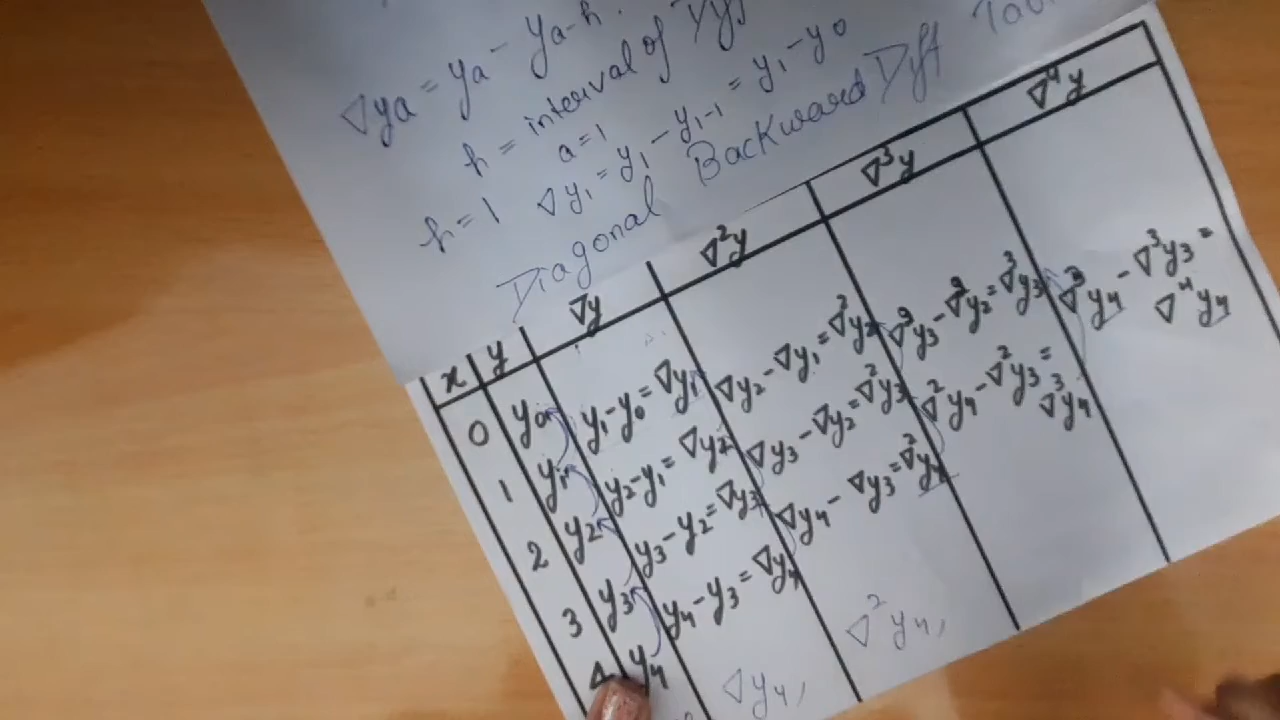 ∇ya = ya - ya-h.
h = interval of
a=1
h=1 ∇y₁ = y₁ - y₁₋₁ = y₁ - y₀
Diagonal Backward Diff
x y ∇y ∇²y ∇³y ∇⁴y
0 y₀
y₁-y₀=∇y₁
1 y₁ ∇y₂-∇y₁=∇²y₂
y₂-y₁=∇y₂ ∇²y₃-∇²y₂=∇³y₃
2 y₂ ∇y₃-∇y₂=∇²y₃ ∇³y₄-∇³y₃=
∇⁴y₄
y₃-y₂=∇y₃ ∇²y₄-∇²y₃=
∇³y₄
3 y₃ ∇y₄-∇y₃=∇²y₄
y₄-y₃=∇y₄
y₄
∇y₄, ∇²y₄,